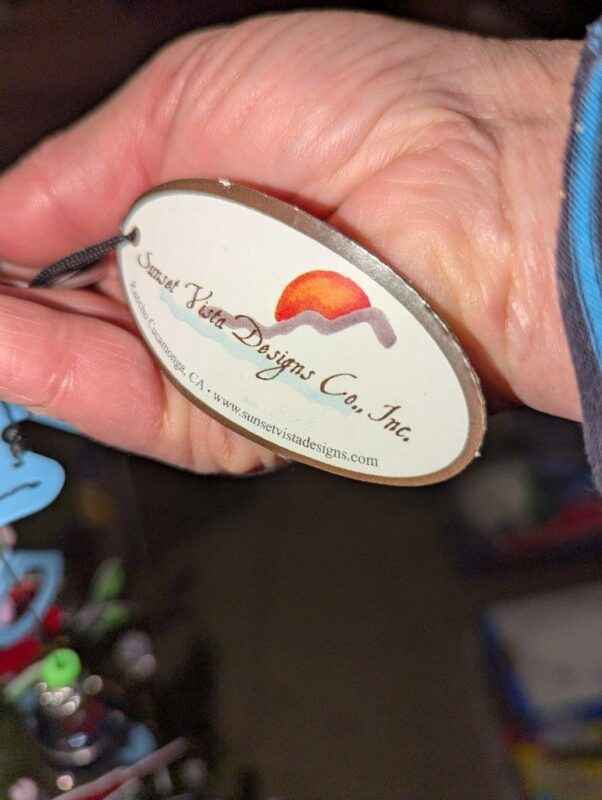 Sunset Vista Designs Co., Inc.
Rancho Cucamonga, CA • www.sunsetvistadesigns.com